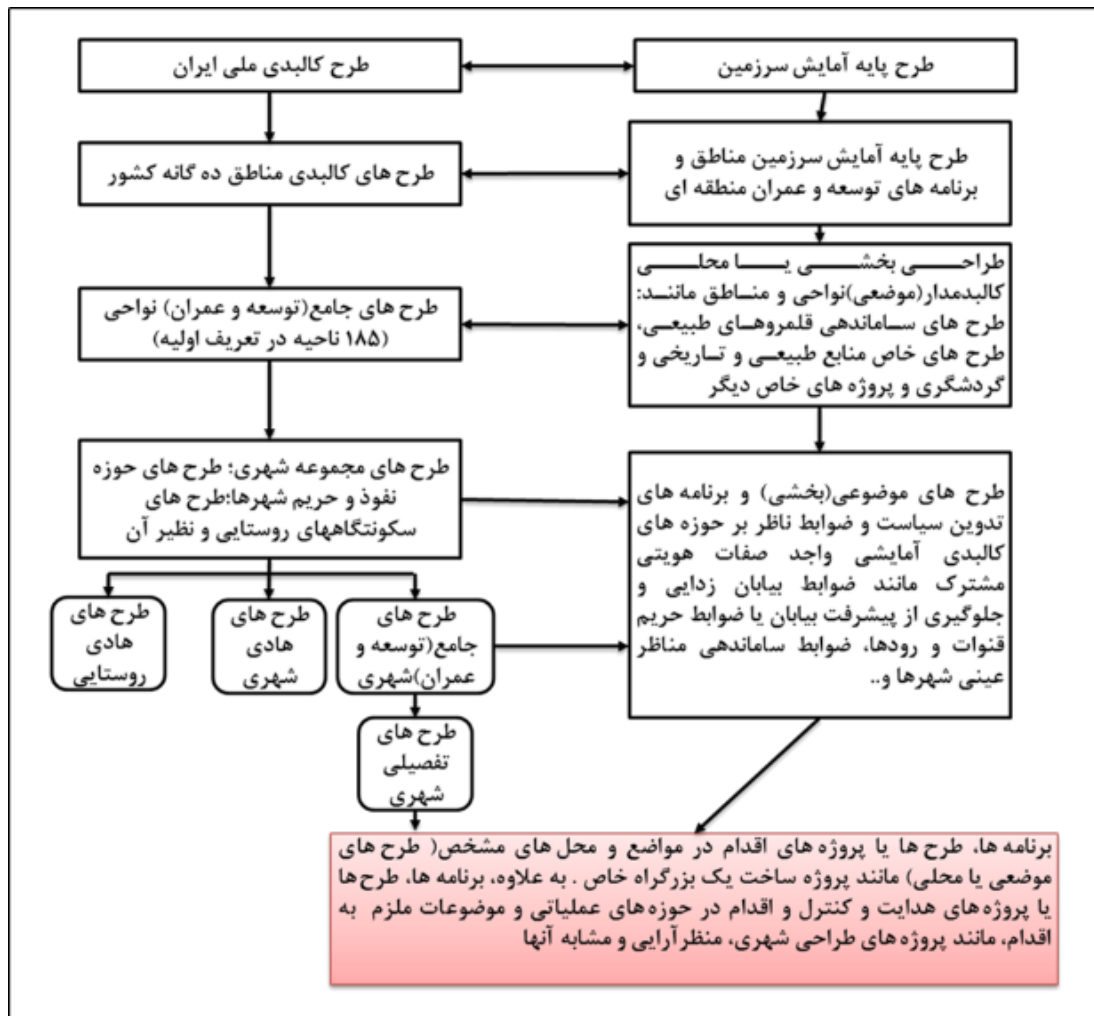 طرح پایه آمایش سرزمین
طرح کالبدی ملی ایران
طرح پایه آمایش سرزمین مناطق و
برنامه های توسعه و عمران منطقه ای
طرح های کالبدی مناطق ده گانه کشور
طراحی بخشی یا محلی
کالبدمدار(موضعی)نواحی و مناطق مانند:
طرح های ساماندهی قلمروهای طبیعی،
طرح های خاص منابع طبیعی و تاریخی و
گردشگری و پروژه های خاص دیگر
طرح های جامع(توسعه و عمران) نواحی
(۱۸۵ ناحیه در تعریف اولیه)
طرح های موضوعی(بخشی) و برنامه های
تدوین سیاست و ضوابط ناظر بر حوزه های
کالبدی آمایشی واجد صفات هویتی
مشترک مانند ضوابط بیابان زدایی و
جلوگیری از پیشرفت بیابان یا ضوابط حریم
قنوات و رودها، ضوابط ساماندهی مناظر
عینی شهرها و..
طرح های مجموعه شهری؛ طرح های حوزه
نفوذ و حریم شهرها؛طرح های
سکونتگاههای روستایی و نظیر آن
طرح های
جامع(توسعه و
عمران)شهری
طرح های
هادی
شهری
طرح های
هادی
روستایی
طرح های
تفصیلی
شهری
برنامه ها، طرح ها یا پروژه های اقدام در مواضع و محل های مشخص( طرح های
موضعی یا محلی) مانند پروژه ساخت یک بزرگراه خاص . به علاوه، برنامه ها، طرح ها
یا پروژه های هدایت و کنترل و اقدام در حوزه های عملیاتی و موضوعات ملزم به
اقدام، مانند پروژه های طراحی شهری، منظرآرایی و مشابه آنها